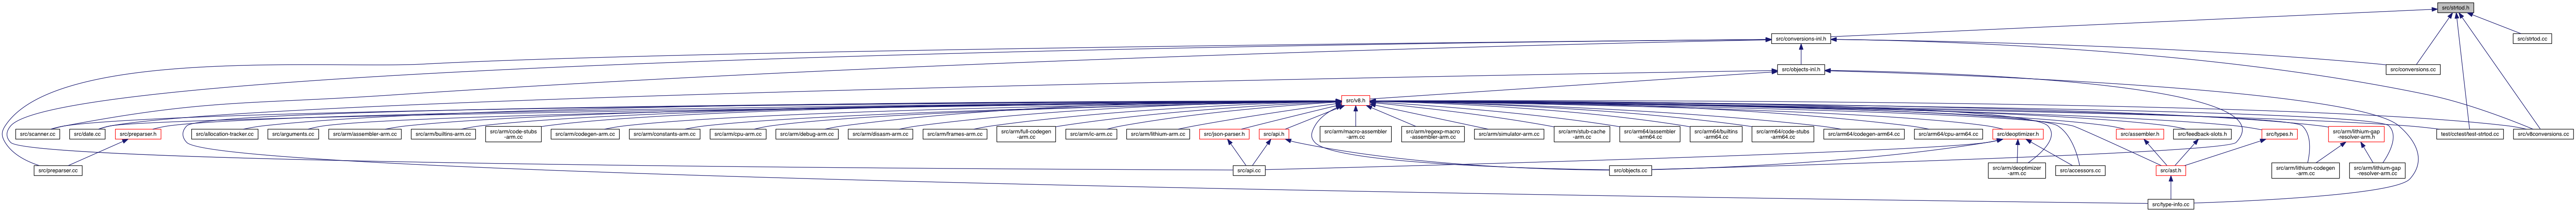 src/strtod.h
src/conversions-inl.h
src/strtod.cc
src/objects-inl.h
src/conversions.cc
src/v8.h
src/scanner.cc
src/date.cc
src/preparser.h
src/allocation-tracker.cc
src/arguments.cc
src/arm/assembler-arm.cc
src/arm/builtins-arm.cc
src/arm/code-stubs
-arm.cc
src/arm/codegen-arm.cc
src/arm/constants-arm.cc
src/arm/cpu-arm.cc
src/arm/debug-arm.cc
src/arm/disasm-arm.cc
src/arm/frames-arm.cc
src/arm/full-codegen
-arm.cc
src/arm/ic-arm.cc
src/arm/lithium-arm.cc
src/json-parser.h
src/api.h
src/arm/macro-assembler
-arm.cc
src/arm/regexp-macro
-assembler-arm.cc
src/arm/simulator-arm.cc
src/arm/stub-cache
-arm.cc
src/arm64/assembler
-arm64.cc
src/arm64/builtins
-arm64.cc
src/arm64/code-stubs
-arm64.cc
src/arm64/codegen-arm64.cc
src/arm64/cpu-arm64.cc
src/deoptimizer.h
src/assembler.h
src/feedback-slots.h
src/types.h
src/arm/lithium-gap
-resolver-arm.h
test/cctest/test-strtod.cc
src/v8conversions.cc
src/preparser.cc
src/api.cc
src/objects.cc
src/arm/deoptimizer
-arm.cc
src/accessors.cc
src/ast.h
src/arm/lithium-codegen
-arm.cc
src/arm/lithium-gap
-resolver-arm.cc
src/type-info.cc